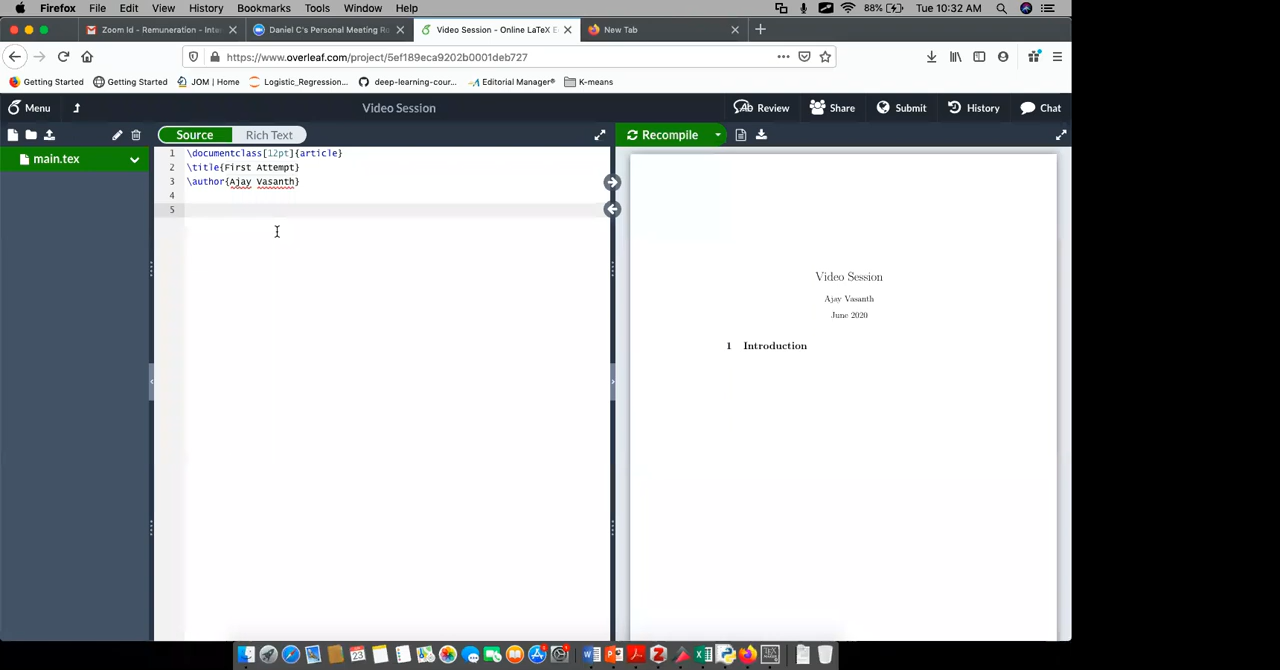 Firefox File Edit View History Bookmarks Tools Window Help 88% Tue 10:32 AM
Zoom Id - Remuneration - Inte Daniel C's Personal Meeting Ro Video Session - Online LaTeX E New Tab
https://www.overleaf.com/project/5ef189eca9202b0001deb727
Getting Started Getting Started JOM | Home Logistic_Regression... deep-learning-cour... Editorial Manager® K-means
Menu Video Session Review Share Submit History Chat
Source Rich Text Recompile
main.tex
1 \documentclass[12pt]{article}
2 \title{First Attempt}
3 \author{Ajay Vasanth}
4
5
Video Session
Ajay Vasanth
June 2020
1 Introduction